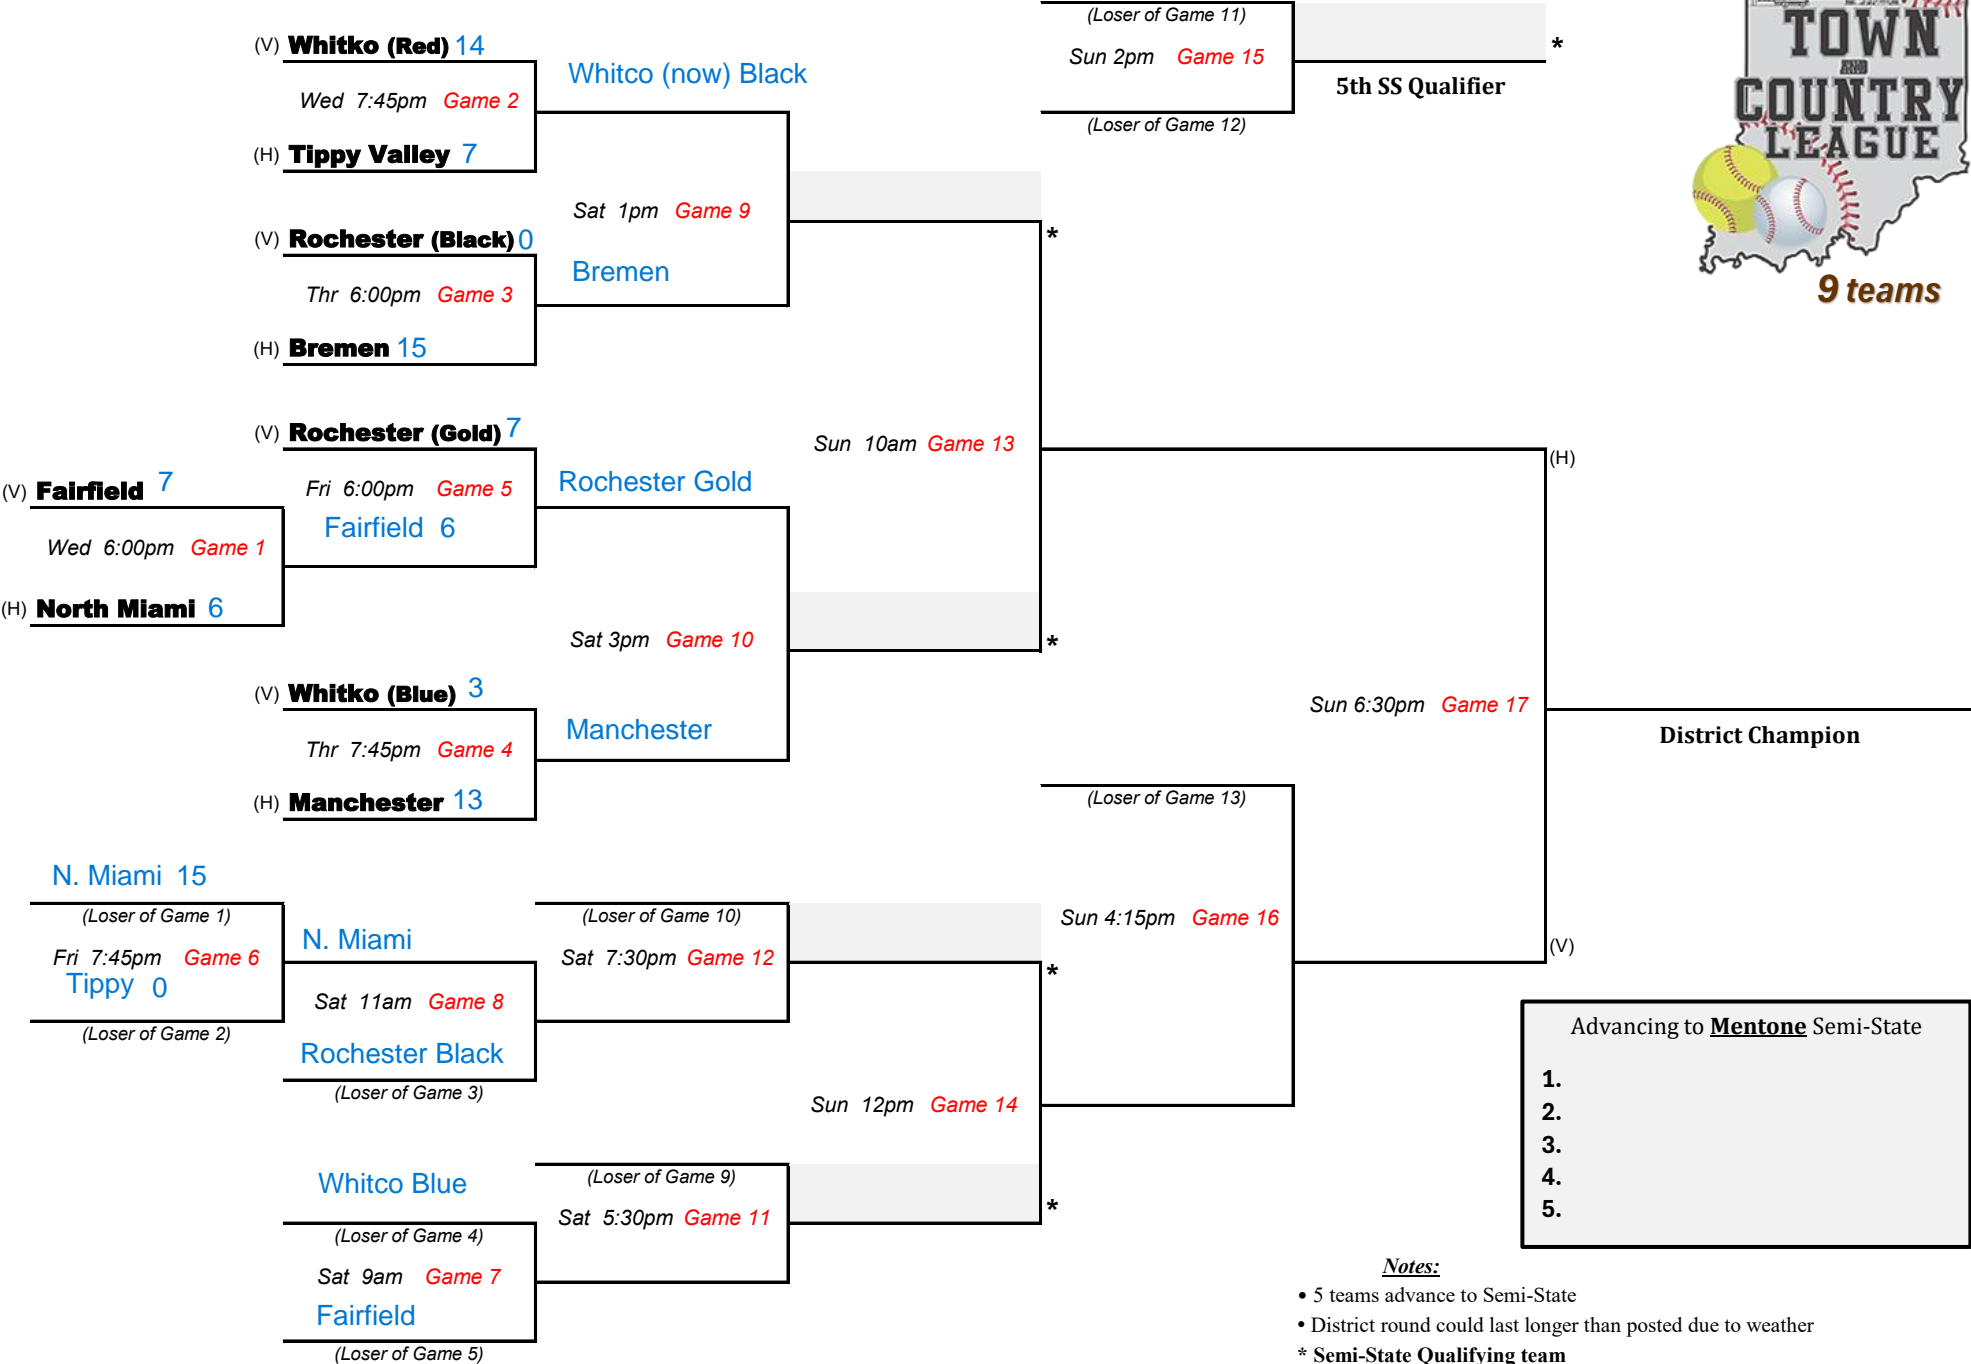 (Loser of Game 11)
Sun 2pm Game 15
*
5th SS Qualifier
(Loser of Game 12)
TOWN
AND
COUNTRY
LEAGUE
9 teams
(V) Whitko (Red) 14
Wed 7:45pm Game 2
(H) Tippy Valley 7
Whitco (now) Black
Sat 1pm Game 9
*
(V) Rochester (Black) 0
Thr 6:00pm Game 3
Bremen
(H) Bremen 15
(V) Rochester (Gold) 7
Sun 10am Game 13
(H)
(V) Fairfield 7
Fri 6:00pm Game 5
Rochester Gold
Fairfield 6
Wed 6:00pm Game 1
(H) North Miami 6
Sat 3pm Game 10
*
(V) Whitko (Blue) 3
Sun 6:30pm Game 17
Manchester
District Champion
Thr 7:45pm Game 4
(H) Manchester 13
(Loser of Game 13)
N. Miami 15
(Loser of Game 1)
(Loser of Game 10)
Sun 4:15pm Game 16
N. Miami
(V)
Fri 7:45pm Game 6
Sat 7:30pm Game 12
*
Tippy 0
Sat 11am Game 8
(Loser of Game 2)
Rochester Black
(Loser of Game 3)
Sun 12pm Game 14
Advancing to Mentone Semi-State
1.
2.
3.
4.
5.
Whitco Blue
(Loser of Game 9)
*
Sat 5:30pm Game 11
(Loser of Game 4)
Sat 9am Game 7
Fairfield
(Loser of Game 5)
Notes:
• 5 teams advance to Semi-State
• District round could last longer than posted due to weather
* Semi-State Qualifying team